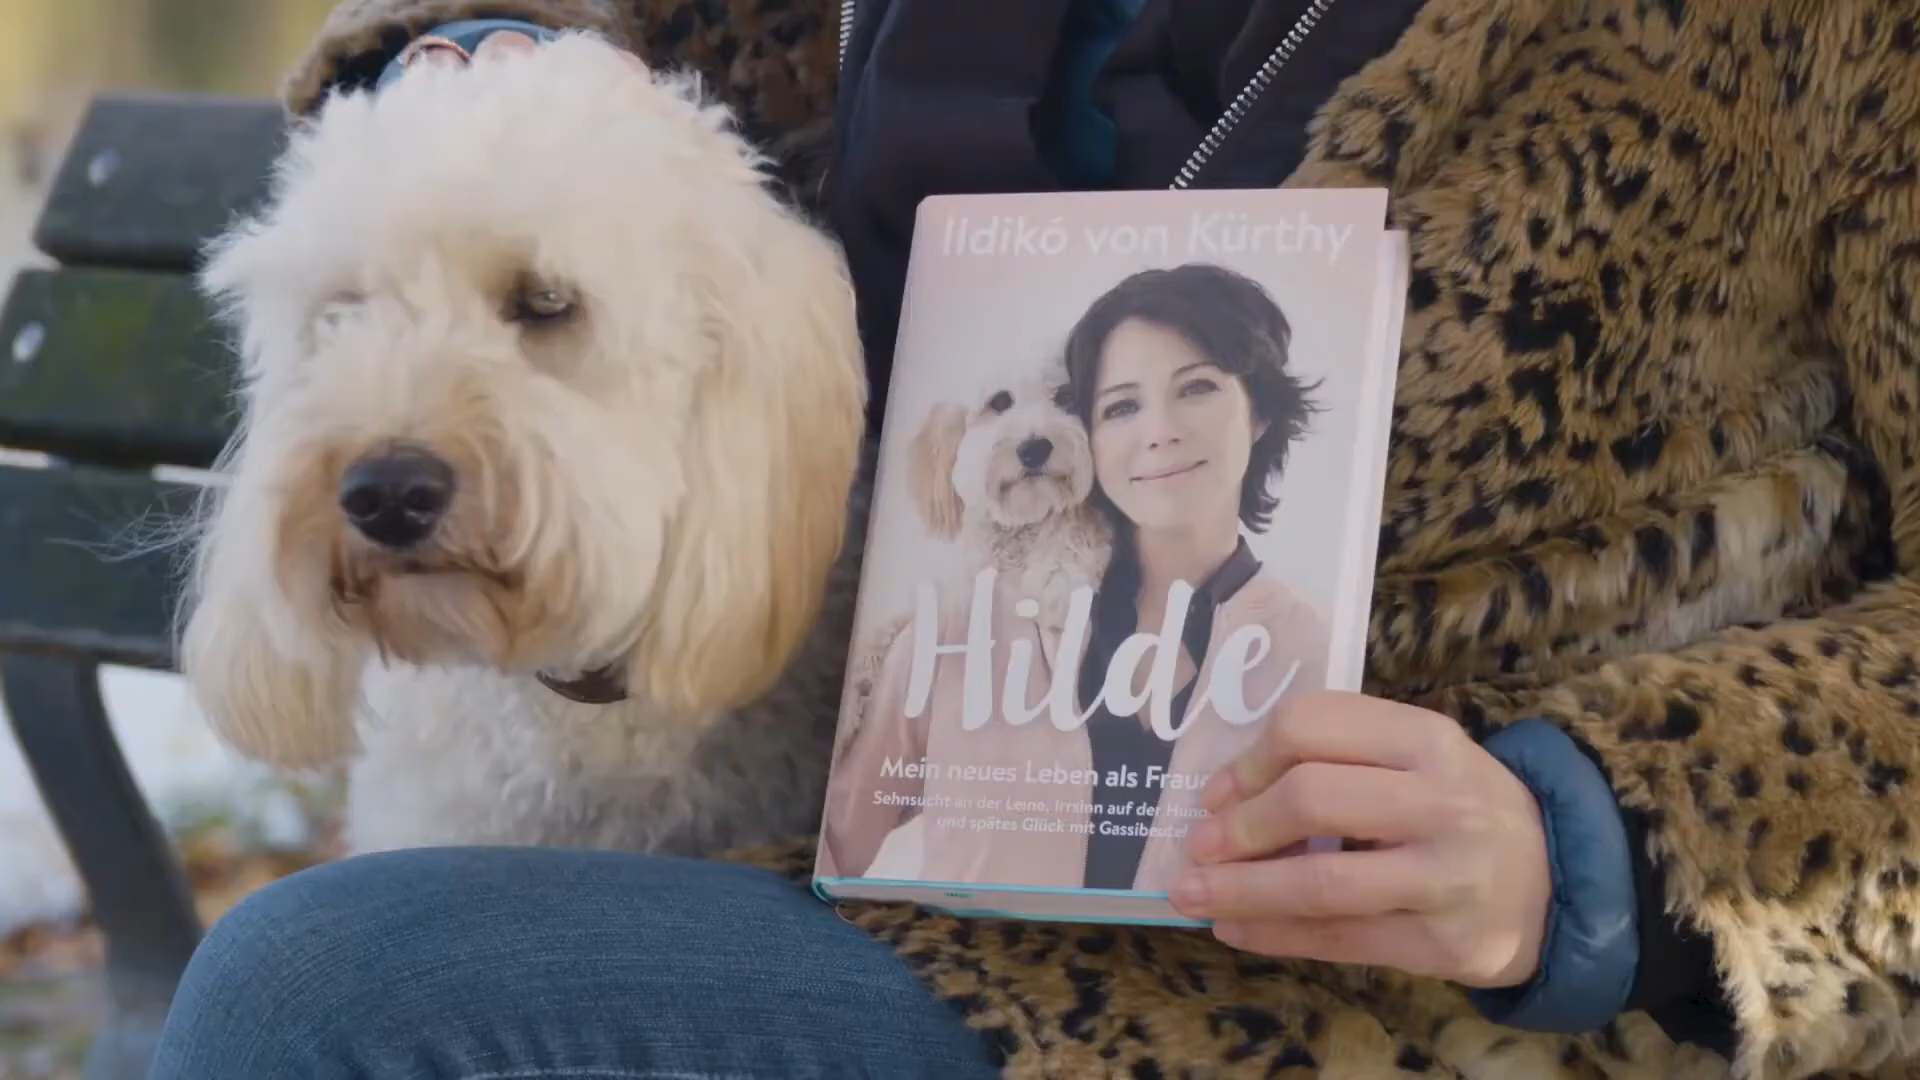 Ildikó von Kürthy
Hilde
Mein neues Leben als
Sehnsucht an der Leine, Irrsinn auf der
und spätes Glück mit Gassibeutel